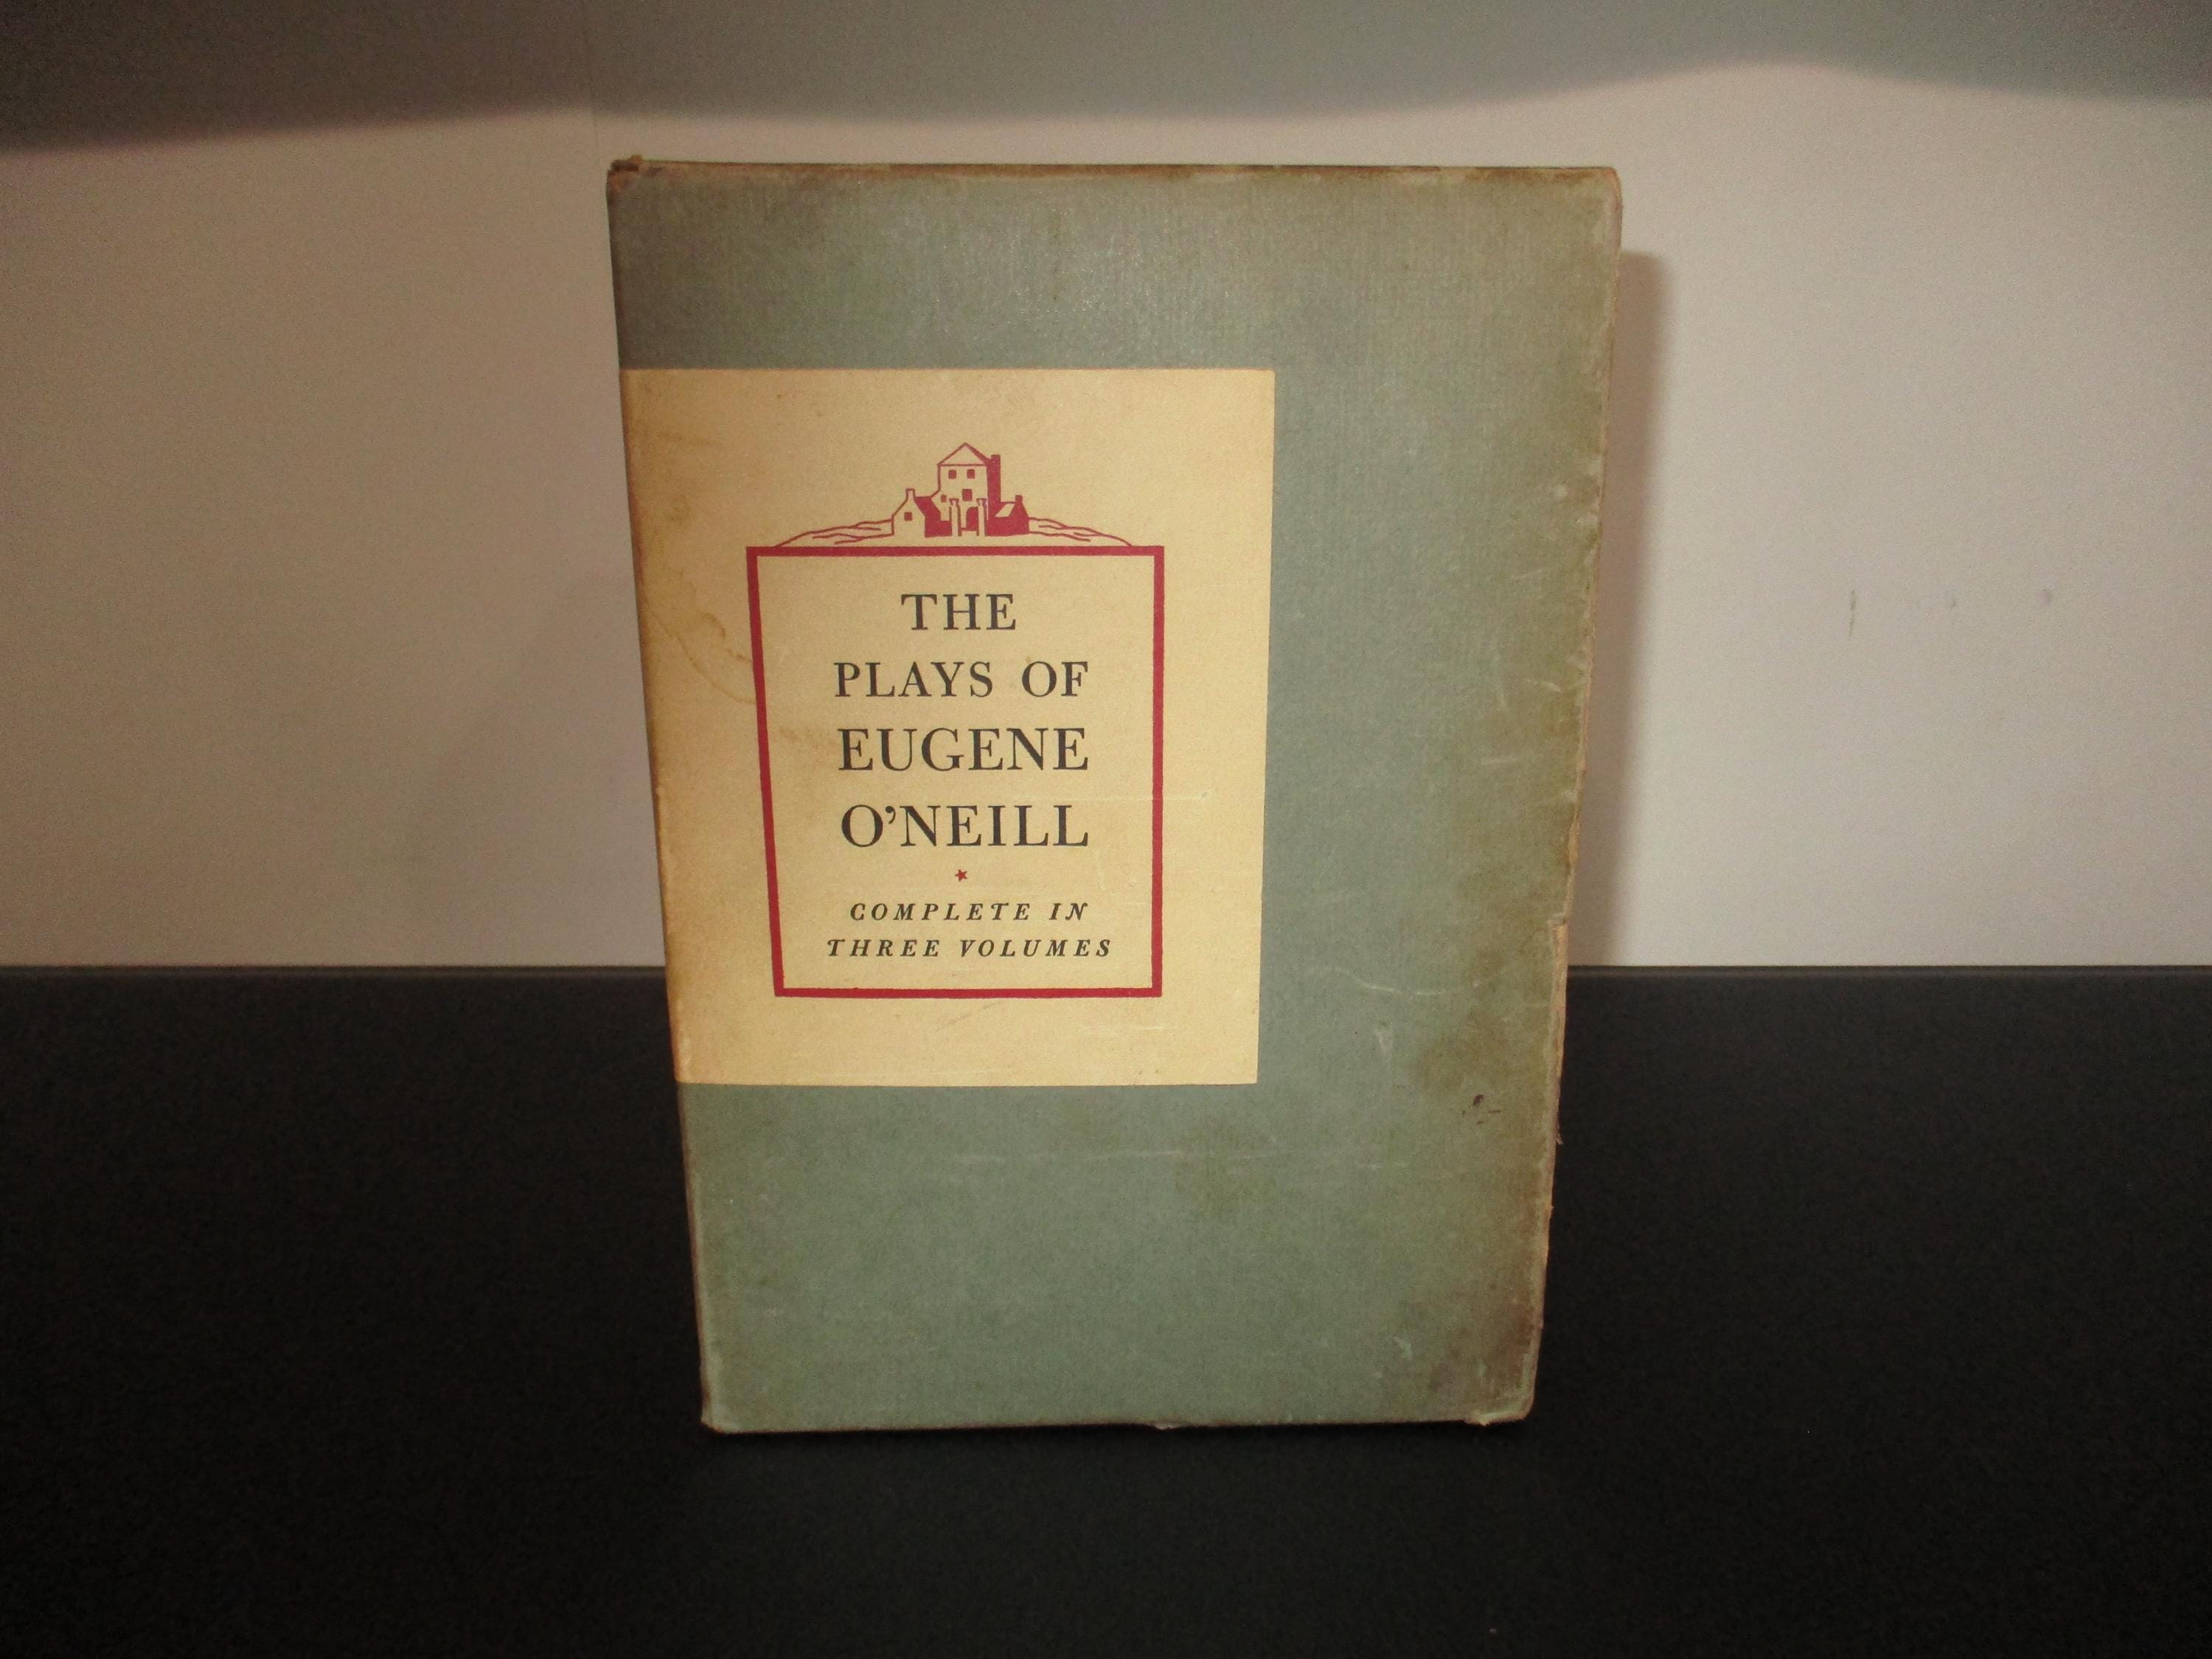 THE
PLAYS OF
EUGENE
O'NEILL
COMPLETE IN
THREE VOLUMES